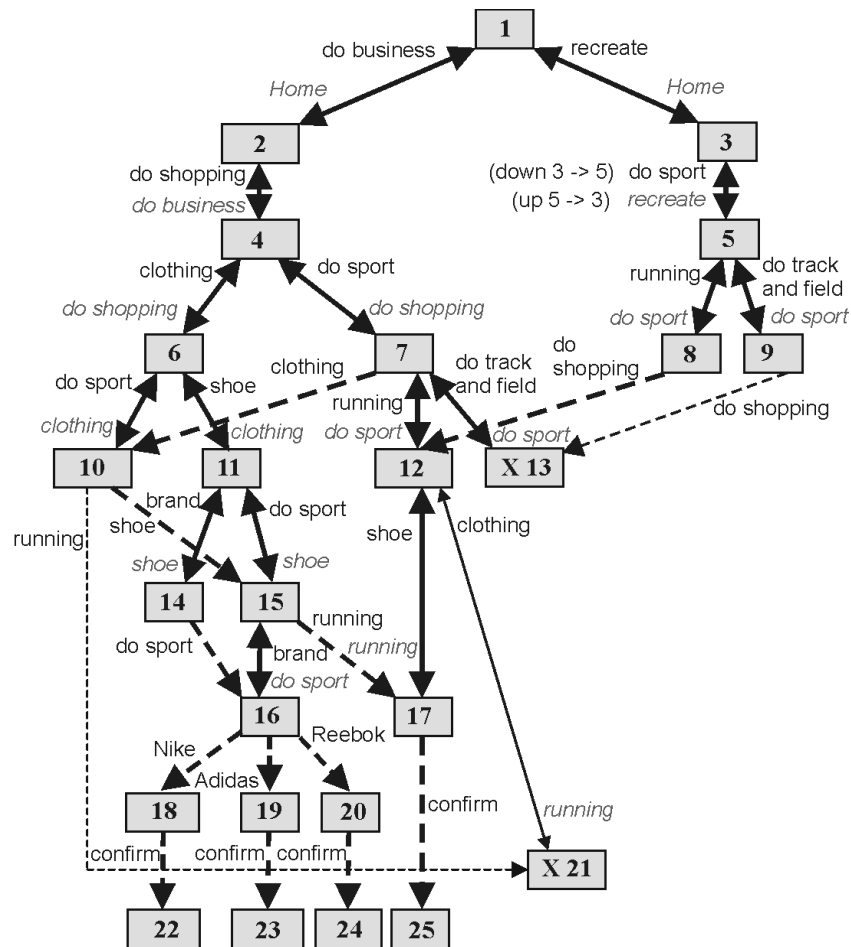 1
do business
recreate
Home
Home
2
3
do shopping
(down 3 -> 5)
do sport
do business
(up 5 -> 3)
recreate
4
5
clothing
do sport
running
do track
and field
do shopping
do shopping
do sport
do sport
6
7
8
9
do sport
shoe
clothing
do track
and field
do
shopping
running
clothing
clothing
do sport
do sport
do shopping
10
11
12
X 13
running
shoe
brand
do sport
shoe
clothing
shoe
shoe
14
15
running
do sport
brand
running
do sport
16
17
Nike
Adidas
Reebok
18
19
20
confirm
running
confirm
confirm
confirm
X 21
22
23
24
25